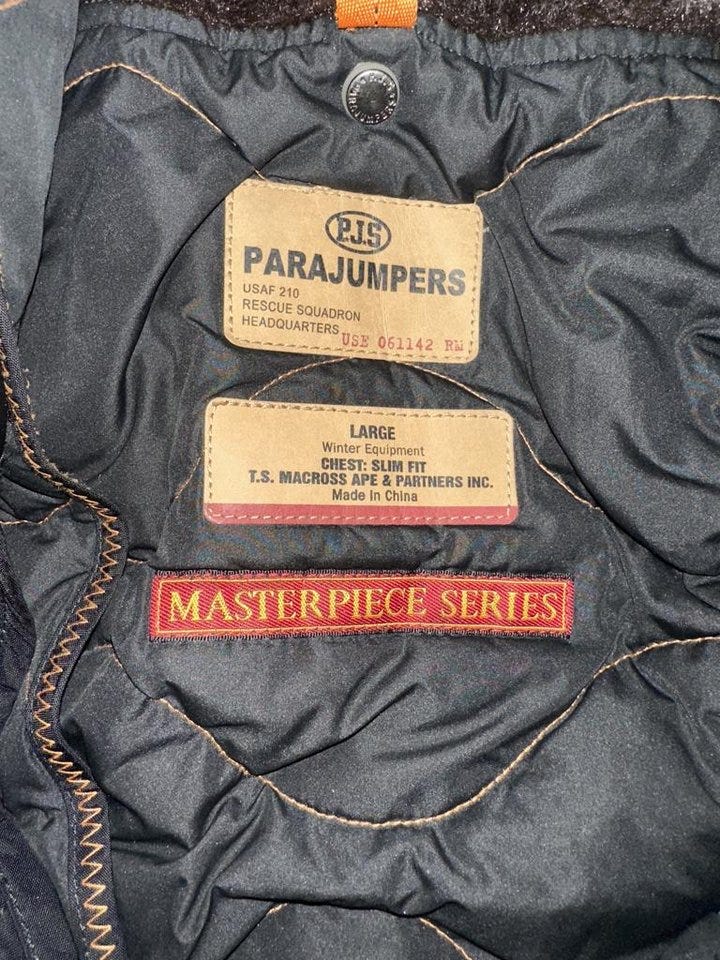 PARAJUMPERS
P.J.S
PARAJUMPERS
USAF 210
RESCUE SQUADRON
HEADQUARTERS
USE 061142 RM
LARGE
Winter Equipment
CHEST: SLIM FIT
T.S. MACROSS APE & PARTNERS INC.
Made in China
MASTERPIECE SERIES